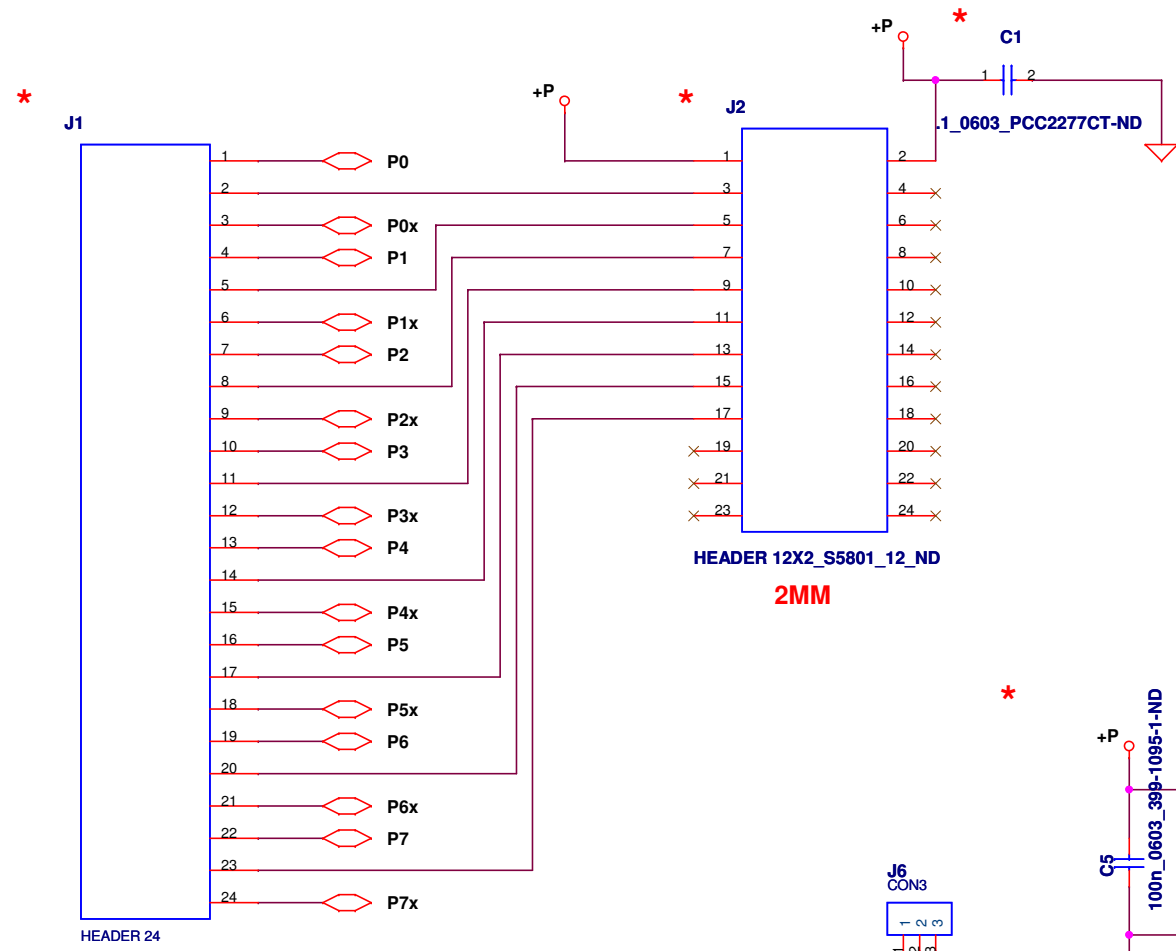 +P
*
C1
1
2
.1_0603_PCC2277CT-ND
*
J1
+P
*
J2
1
P0
1
2
2
3
4
3
P0x
5
6
4
P1
7
8
5
9
10
6
P1x
11
12
7
P2
13
14
8
15
16
9
P2x
17
18
10
P3
19
20
11
21
22
12
P3x
23
24
13
P4
HEADER 12X2_S5801_12_ND
14
2MM
15
P4x
16
P5
17
18
P5x
19
P6
20
21
P6x
22
P7
23
24
P7x
HEADER 24
*
+P
C5
100n_0603_399-1095-1-ND
J6
CON3
1
2
3
1
2
3